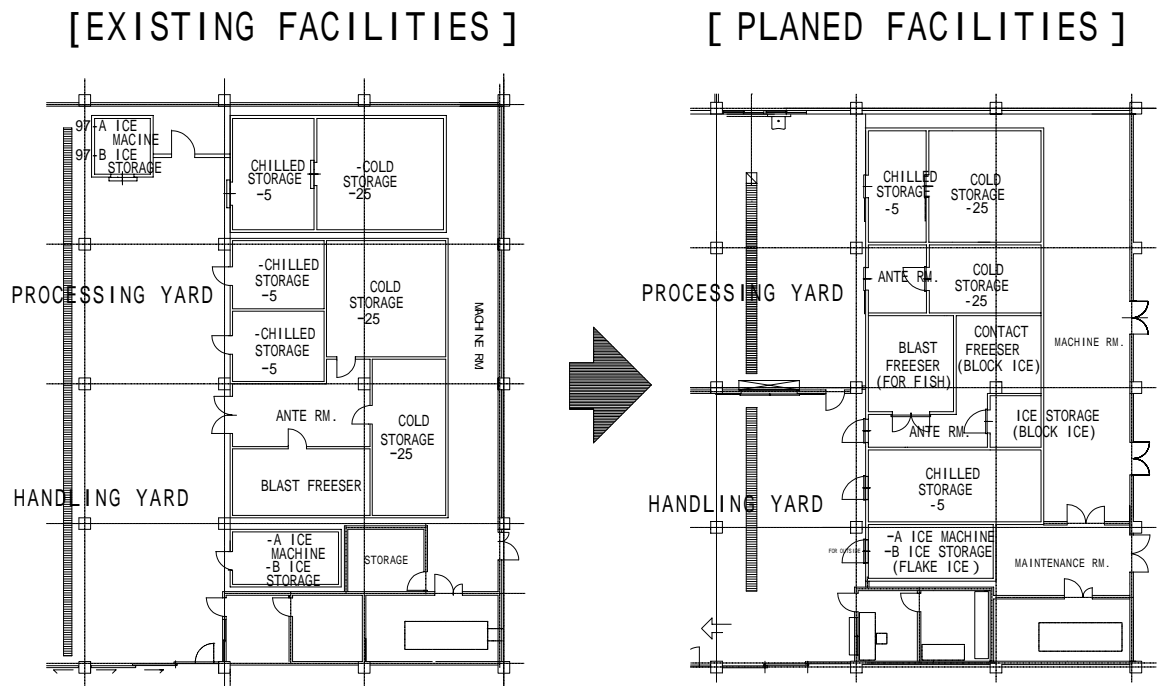 [EXISTING FACILITIES]
97-A ICE
MACINE
97-B ICE
STORAGE
CHILLED
STORAGE
-5
-COLD
STORAGE
-25
-CHILLED
STORAGE
-5
COLD
STORAGE
-25
PROCESSING YARD
-CHILLED
STORAGE
-5
MACHINE RM
ANTE RM.
COLD
STORAGE
-25
BLAST FREESER
HANDLING YARD
-A ICE
MACHINE
-B ICE
STORAGE
STORAGE
[PLANED FACILITIES]
CHILLED
STORAGE
-5
COLD
STORAGE
-25
ANTE RM.
COLD
STORAGE
-25
PROCESSING YARD
BLAST
FREESER
(FOR FISH)
CONTACT
FREESER
(BLOCK ICE)
MACHINE RM.
ANTE RM.
ICE STORAGE
(BLOCK ICE)
CHILLED
STORAGE
-5
HANDLING YARD
FOR OUTSIDE
-A ICE MACHINE
-B ICE STORAGE
(FLAKE ICE)
MAINTENANCE RM.